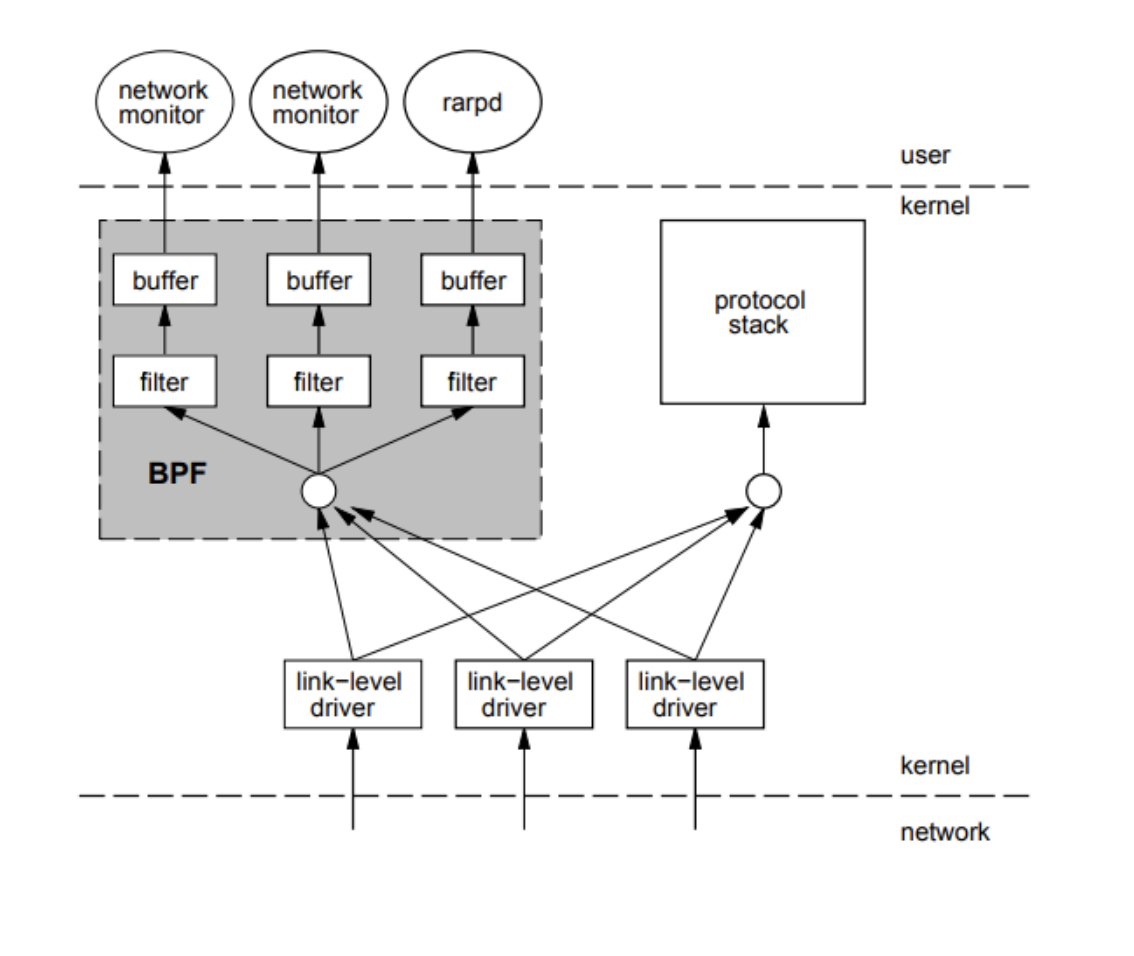 network
monitor
network
monitor
rarpd
user
kernel
buffer
buffer
buffer
protocol
stack
filter
filter
filter
BPF
link−level
driver
link−level
driver
link−level
driver
kernel
network